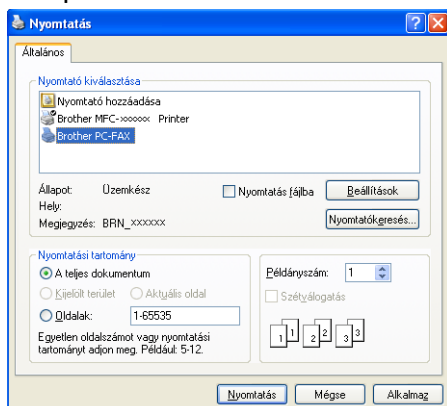 Nyomtatás
Általános
Nyomtató kiválasztása
Nyomtató hozzáadása
Brother MFC-xxxxxx Printer
Brother PC-FAX
Állapot: Üzemkész
Nyomtatás fájlba
Beállítások
Hely:
Megjegyzés: BRN_xxxxxx
Nyomtatókeresés...
Nyomtatási tartomány
A teljes dokumentum
Kijelölt terület
Aktuális oldal
Oldalak: 1-65535
Egyetlen oldalszámot vagy nyomtatási
tartományt adjon meg. Például: 5-12.
Példányszám: 1
Szétválogatás
1 1 2 2 3 3
Nyomtatás
Mégse
Alkalmaz